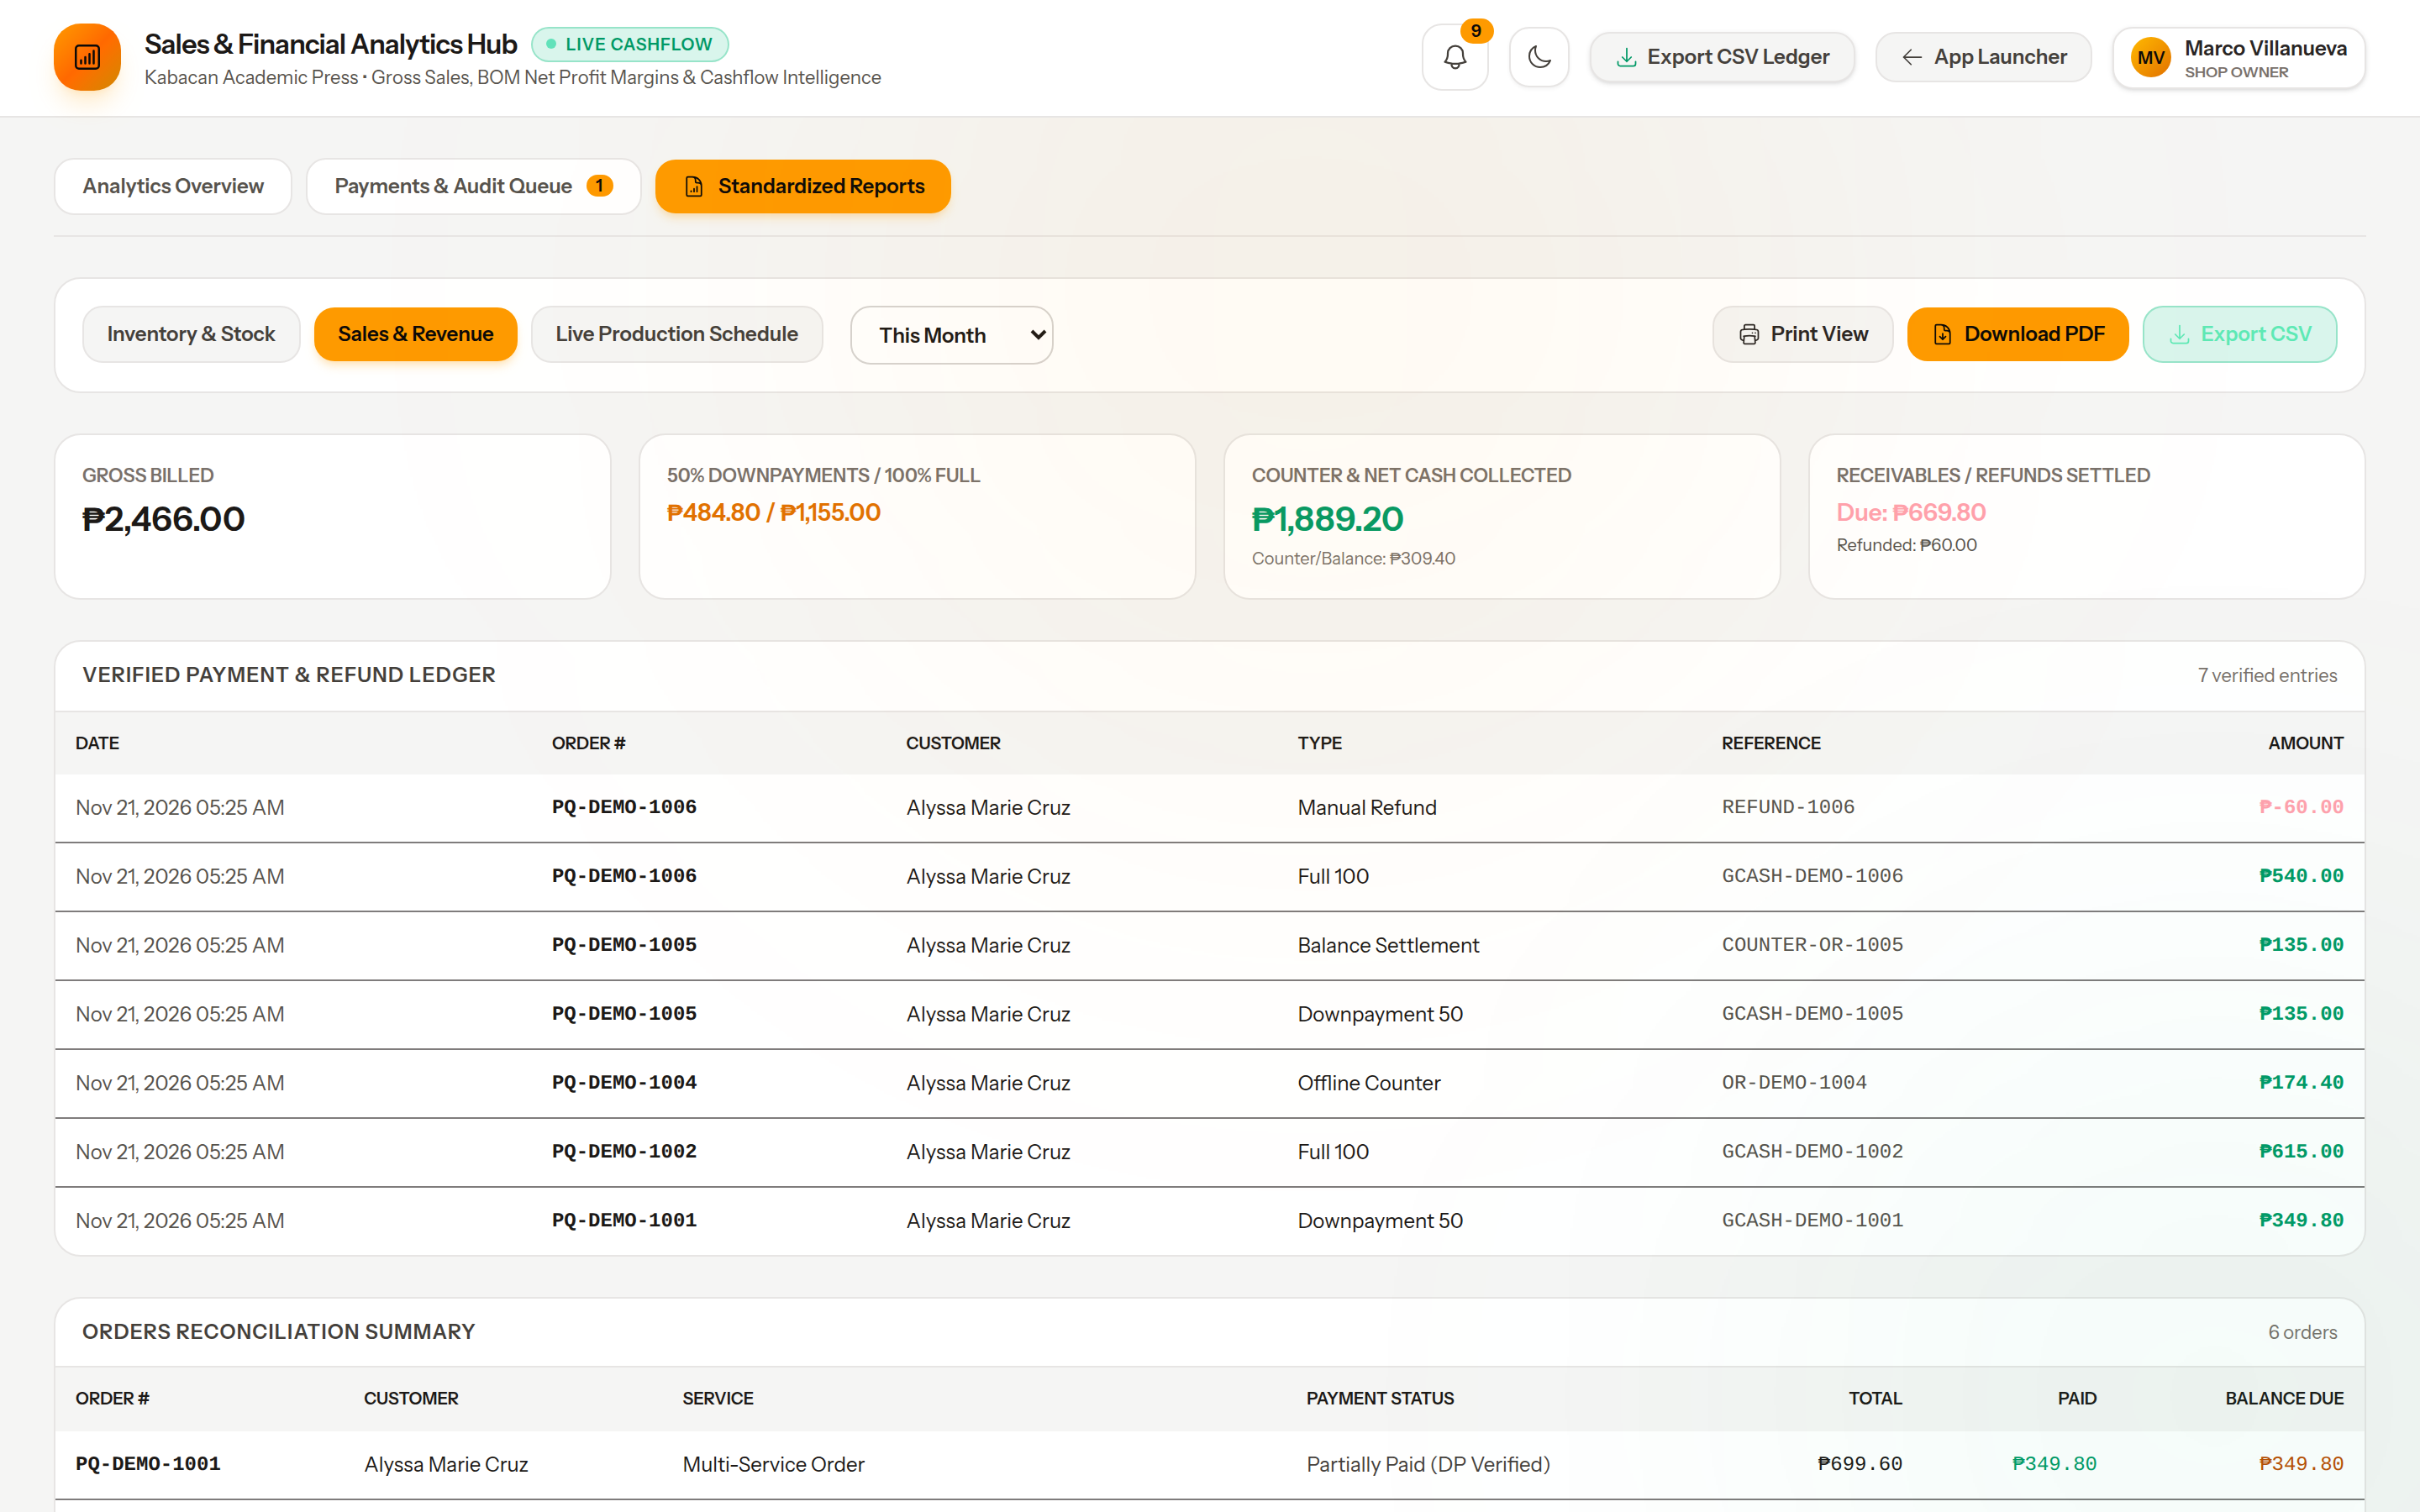 Sales & Financial Analytics Hub
LIVE CASHFLOW
Kabacan Academic Press • Gross Sales, BOM Net Profit Margins & Cashflow Intelligence
9
Export CSV Ledger
App Launcher
MV
Marco Villanueva
SHOP OWNER
Analytics Overview
Payments & Audit Queue 1
Standardized Reports
Inventory & Stock
Sales & Revenue
Live Production Schedule
This Month
Print View
Download PDF
Export CSV
GROSS BILLED
₱2,466.00
50% DOWNPAYMENTS / 100% FULL
₱484.80 / ₱1,155.00
COUNTER & NET CASH COLLECTED
₱1,889.20
Counter/Balance: ₱309.40
RECEIVABLES / REFUNDS SETTLED
Due: ₱669.80
Refunded: ₱60.00
VERIFIED PAYMENT & REFUND LEDGER
7 verified entries
DATE ORDER # CUSTOMER TYPE REFERENCE AMOUNT
Nov 21, 2026 05:25 AM PQ-DEMO-1006 Alyssa Marie Cruz Manual Refund REFUND-1006 ₱-60.00
Nov 21, 2026 05:25 AM PQ-DEMO-1006 Alyssa Marie Cruz Full 100 GCASH-DEMO-1006 ₱540.00
Nov 21, 2026 05:25 AM PQ-DEMO-1005 Alyssa Marie Cruz Balance Settlement COUNTER-OR-1005 ₱135.00
Nov 21, 2026 05:25 AM PQ-DEMO-1005 Alyssa Marie Cruz Downpayment 50 GCASH-DEMO-1005 ₱135.00
Nov 21, 2026 05:25 AM PQ-DEMO-1004 Alyssa Marie Cruz Offline Counter OR-DEMO-1004 ₱174.40
Nov 21, 2026 05:25 AM PQ-DEMO-1002 Alyssa Marie Cruz Full 100 GCASH-DEMO-1002 ₱615.00
Nov 21, 2026 05:25 AM PQ-DEMO-1001 Alyssa Marie Cruz Downpayment 50 GCASH-DEMO-1001 ₱349.80
ORDERS RECONCILIATION SUMMARY
6 orders
ORDER # CUSTOMER SERVICE PAYMENT STATUS TOTAL PAID BALANCE DUE
PQ-DEMO-1001 Alyssa Marie Cruz Multi-Service Order Partially Paid (DP Verified) ₱699.60 ₱349.80 ₱349.80